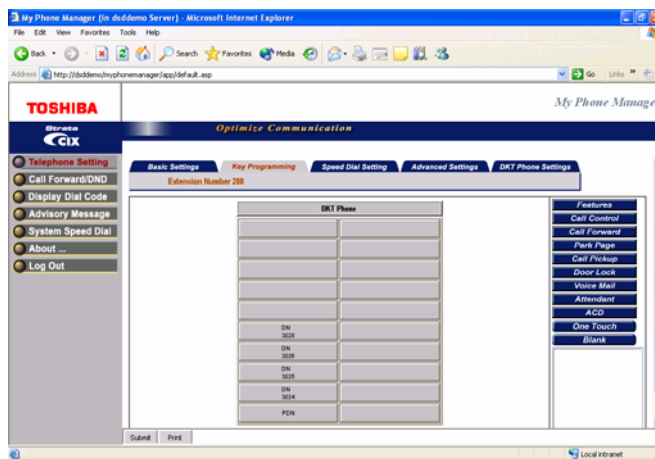 My Phone Manager (in dsddemo Server) - Microsoft Internet Explorer
File Edit View Favorites Tools Help
Back Search Favorites Media
Address http://dsddemo/myphonemanager/app/default.asp Go Links »
TOSHIBA
My Phone Manage
Strata CIX
Optimize Communication
Telephone Setting
Call Forward/DND
Display Dial Code
Advisory Message
System Speed Dial
About ...
Log Out
Basic Settings Key Programming Speed Dial Setting Advanced Settings DKT Phone Settings
Extension Number 200
DKT Phone
DN
DN
DN
3025
DN
3024
PDN
Features
Call Control
Call Forward
Park Page
Call Pickup
Door Lock
Voice Mail
Attendant
ACD
One Touch
Blank
Submit Print
Local intranet